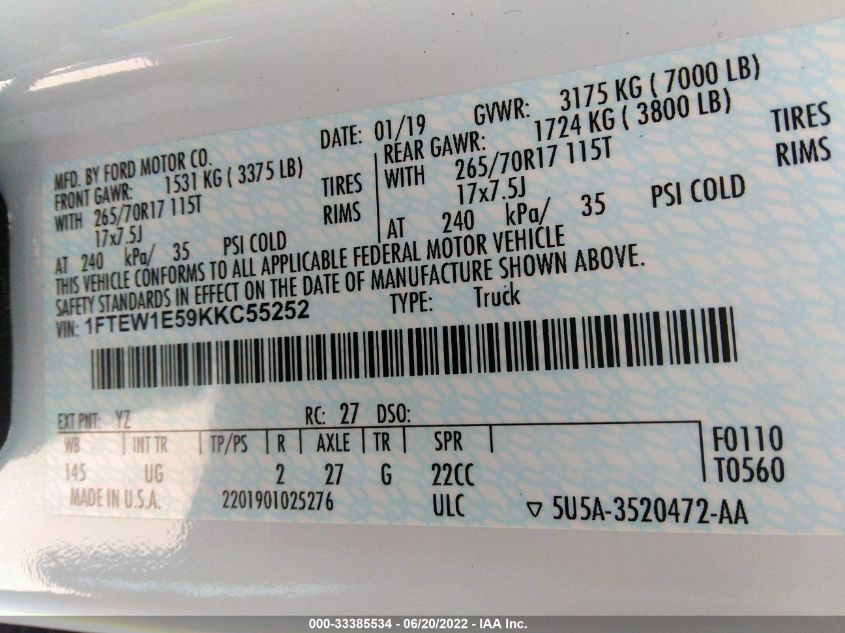 MFD. BY FORD MOTOR CO.
DATE: 01/19
GVWR: 3175 KG ( 7000 LB)
FRONT GAWR: 1531 KG ( 3375 LB)
WITH 265/70R17 115T TIRES
17x7.5J RIMS
AT 240 kPa/ 35 PSI COLD
REAR GAWR: 1724 KG ( 3800 LB)
WITH 265/70R17 115T TIRES
17x7.5J RIMS
AT 240 kPa/ 35 PSI COLD
THIS VEHICLE CONFORMS TO ALL APPLICABLE FEDERAL MOTOR VEHICLE
SAFETY STANDARDS IN EFFECT ON THE DATE OF MANUFACTURE SHOWN ABOVE.
VIN: 1FTEW1E59KKC55252 TYPE: Truck
EXT PNT: YZ RC: 27 DSO:
WB INT TR TP/PS R AXLE TR SPR F0110
145 UG 2 27 G 22CC T0560
MADE IN U.S.A. 2201901025276 ULC ▽ 5U5A-3520472-AA
000-33385534 - 06/20/2022 - IAA Inc.